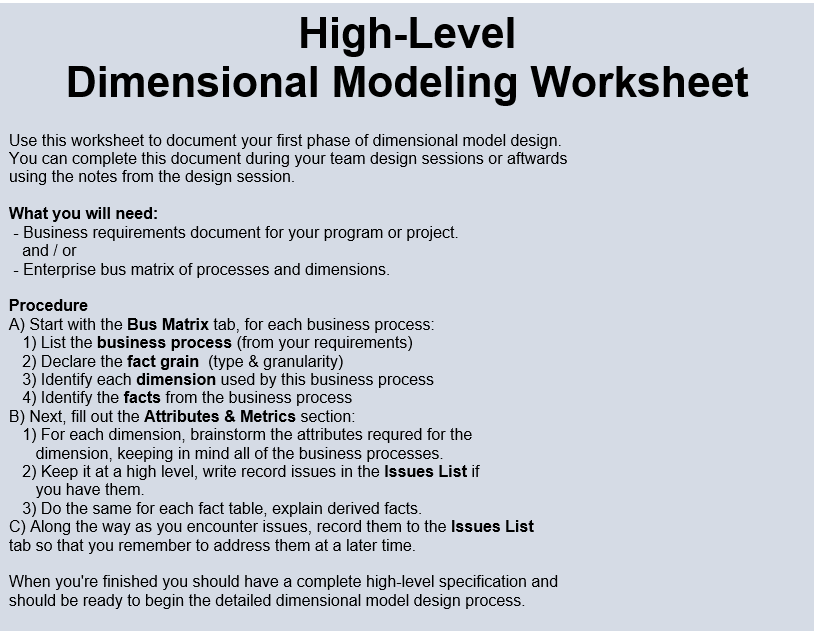 High-Level
Dimensional Modeling Worksheet
Use this worksheet to document your first phase of dimensional model design.
You can complete this document during your team design sessions or aftwards
using the notes from the design session.
What you will need:
- Business requirements document for your program or project.
and / or
- Enterprise bus matrix of processes and dimensions.
Procedure
A) Start with the Bus Matrix tab, for each business process:
1) List the business process (from your requirements)
2) Declare the fact grain (type & granularity)
3) Identify each dimension used by this business process
4) Identify the facts from the business process
B) Next, fill out the Attributes & Metrics section:
1) For each dimension, brainstorm the attributes requred for the
dimension, keeping in mind all of the business processes.
2) Keep it at a high level, write record issues in the Issues List if
you have them.
3) Do the same for each fact table, explain derived facts.
C) Along the way as you encounter issues, record them to the Issues List
tab so that you remember to address them at a later time.
When you're finished you should have a complete high-level specification and
should be ready to begin the detailed dimensional model design process.